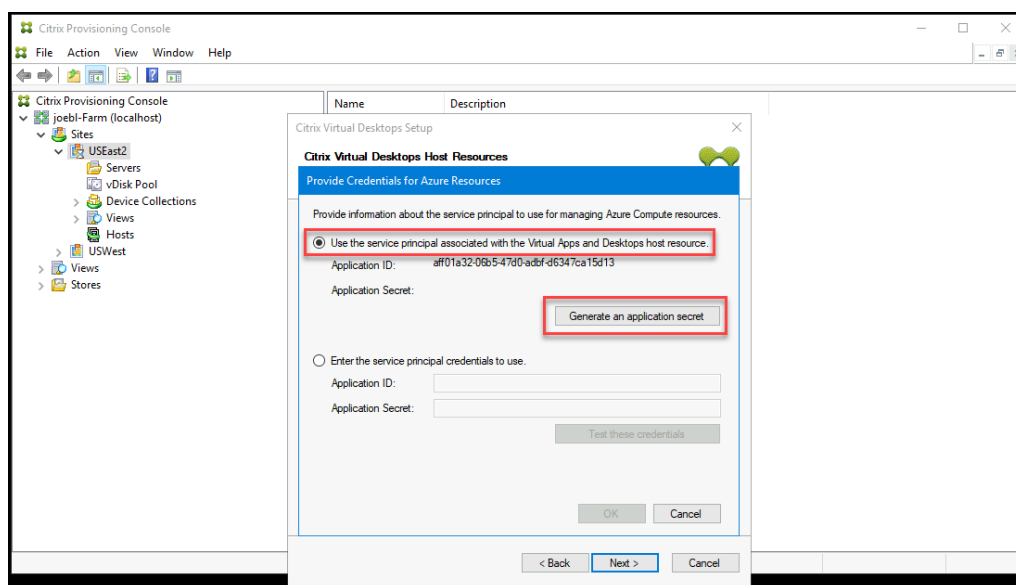 Citrix Provisioning Console
File Action View Window Help
Citrix Provisioning Console
joebl-Farm (localhost)
Sites
USEast2
Servers
vDisk Pool
Device Collections
Views
Hosts
USWest
Views
Stores
Name Description
Citrix Virtual Desktops Setup
Citrix Virtual Desktops Host Resources
Provide Credentials for Azure Resources
Provide information about the service principal to use for managing Azure Compute resources.
Use the service principal associated with the Virtual Apps and Desktops host resource.
Application ID: aff01a32-06b5-47d0-adbf-d6347ca15d13
Application Secret:
Generate an application secret
Enter the service principal credentials to use.
Application ID:
Application Secret:
Test these credentials
OK Cancel
< Back Next > Cancel